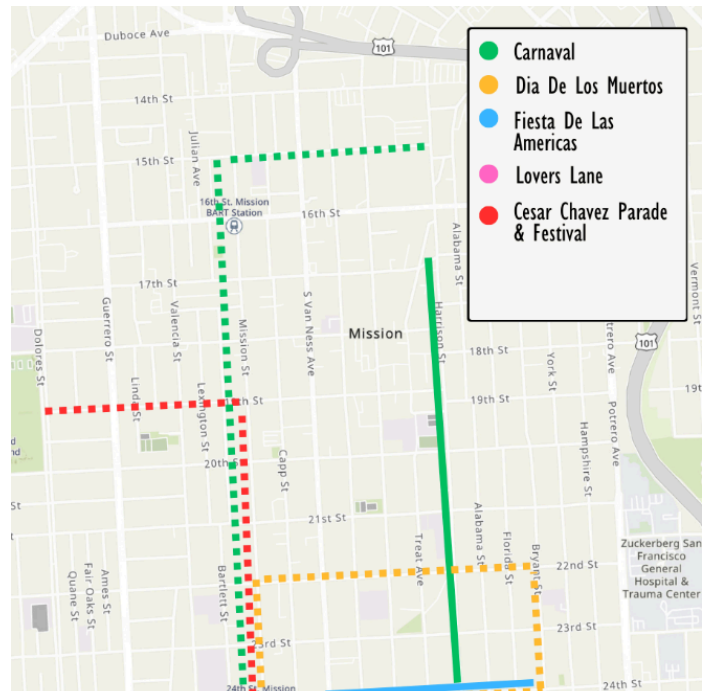 Duboce Ave
101
14th St
Julian Ave
15th St
16th St. Mission
BART Station
16th St
Alabama St
17th St
Guerrero St
Valencia St
Mission St
S Van Ness Ave
Mission
Harrison St
Vermont St
101
Dolores St
Linda St
Lexington St
18th St
York St
Potrero Ave
19th
19th St
20th
Capp St
Hampshire St
21st St
Ames St
Fair Oaks St
Quane St
Bartlett St
Treat Ave
Alabama St
Florida St
Bryant St
22nd St
Zuckerberg San
Francisco
General
Hospital &
Trauma Center
23rd St
23rd St
24th St. Mission
24th St
Carnaval
Dia De Los Muertos
Fiesta De Las
Americas
Lovers Lane
Cesar Chavez Parade
& Festival